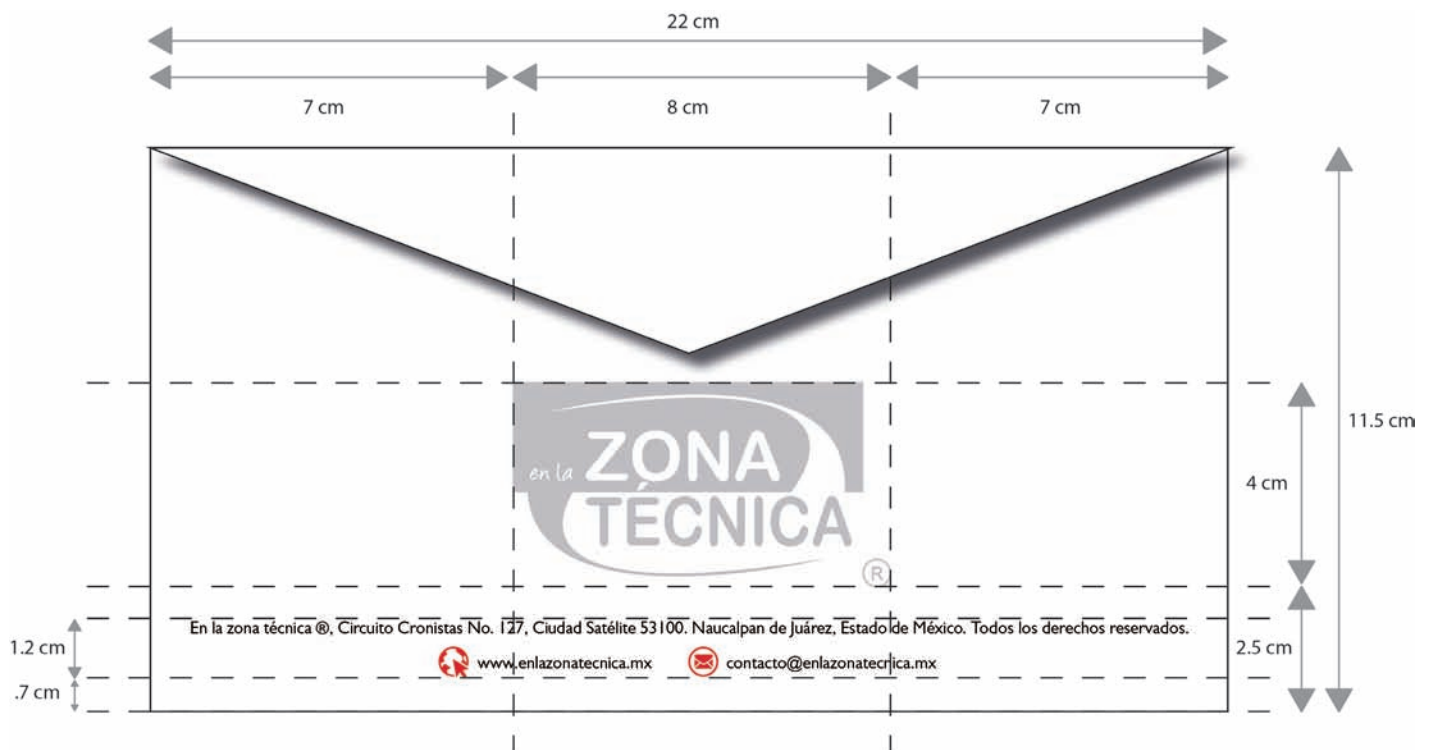 22 cm
7 cm
8 cm
7 cm
en la ZONA
TÉCNICA
®
11.5 cm
4 cm
En la zona técnica ®, Circuito Cronistas No. 127, Ciudad Satélite 53100. Naucalpan de Juárez, Estado de México. Todos los derechos reservados.
1.2 cm
2.5 cm
www.enlazonatecnica.mx contacto@enlazonatecnica.mx
.7 cm